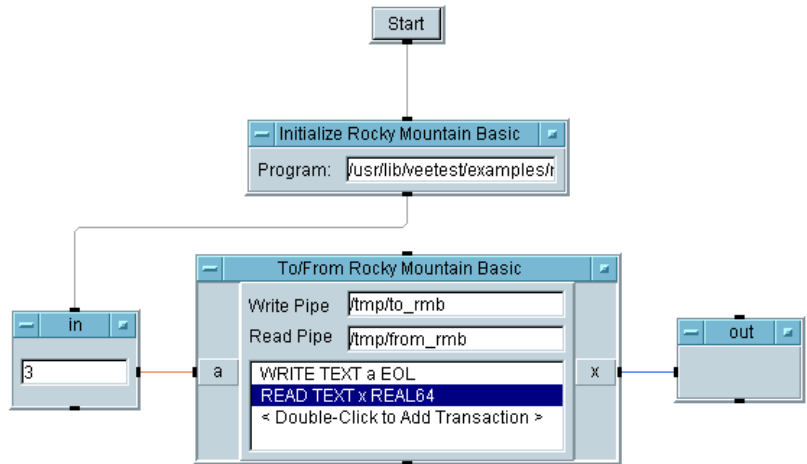 Start
Initialize Rocky Mountain Basic
Program: /usr/lib/veetest/examples/r
To/From Rocky Mountain Basic
Write Pipe /tmp/to_rmb
Read Pipe /tmp/from_rmb
in
3
a
WRITE TEXT a EOL
READ TEXT x REAL64
< Double-Click to Add Transaction >
x
out